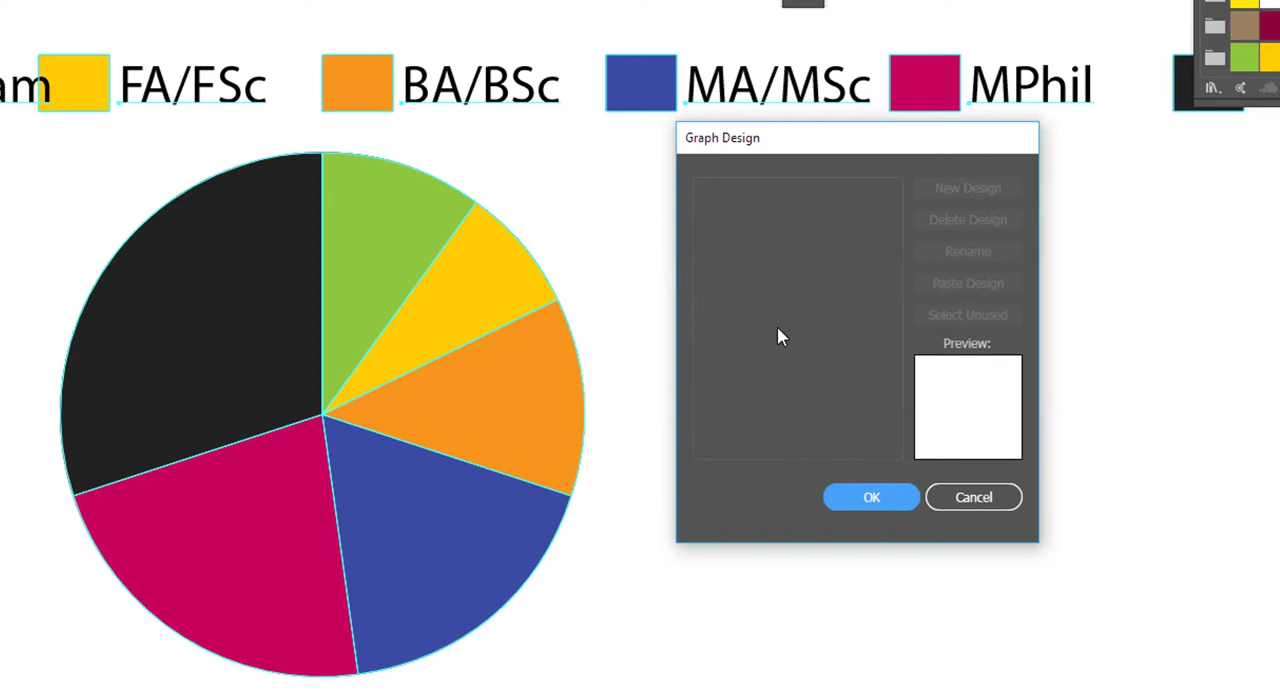 am FA/FSc BA/BSc MA/MSc MPhil
Graph Design
New Design
Delete Design
Rename
Paste Design
Select Unused
Preview:
OK Cancel